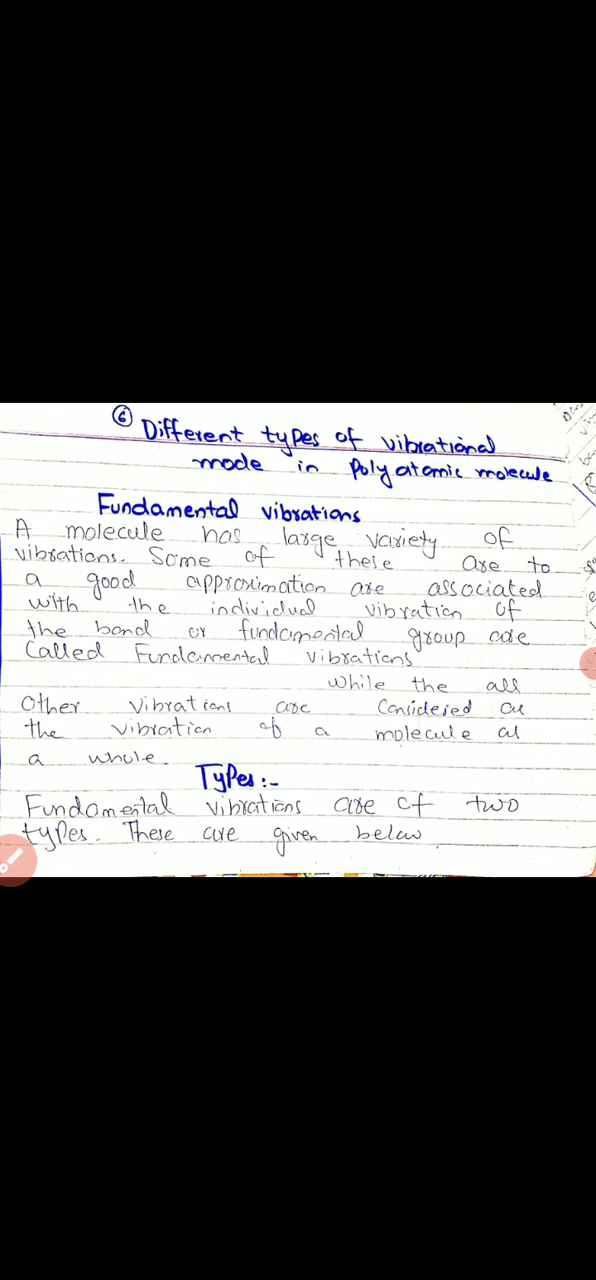 6
Different types of vibrational
mode in Polyatomic molecule
Fundamental vibrations
A molecule has large variety of
vibrations. Some of these are to
a good approximation are associated
with the individual vibration of
the bond or fundamental group are
Called Fundamental vibrations
while the all
Other vibrations are Considered as
the vibration of a molecule as
a whole.
Types:-
Fundamental vibrations are of two
types. These are given below